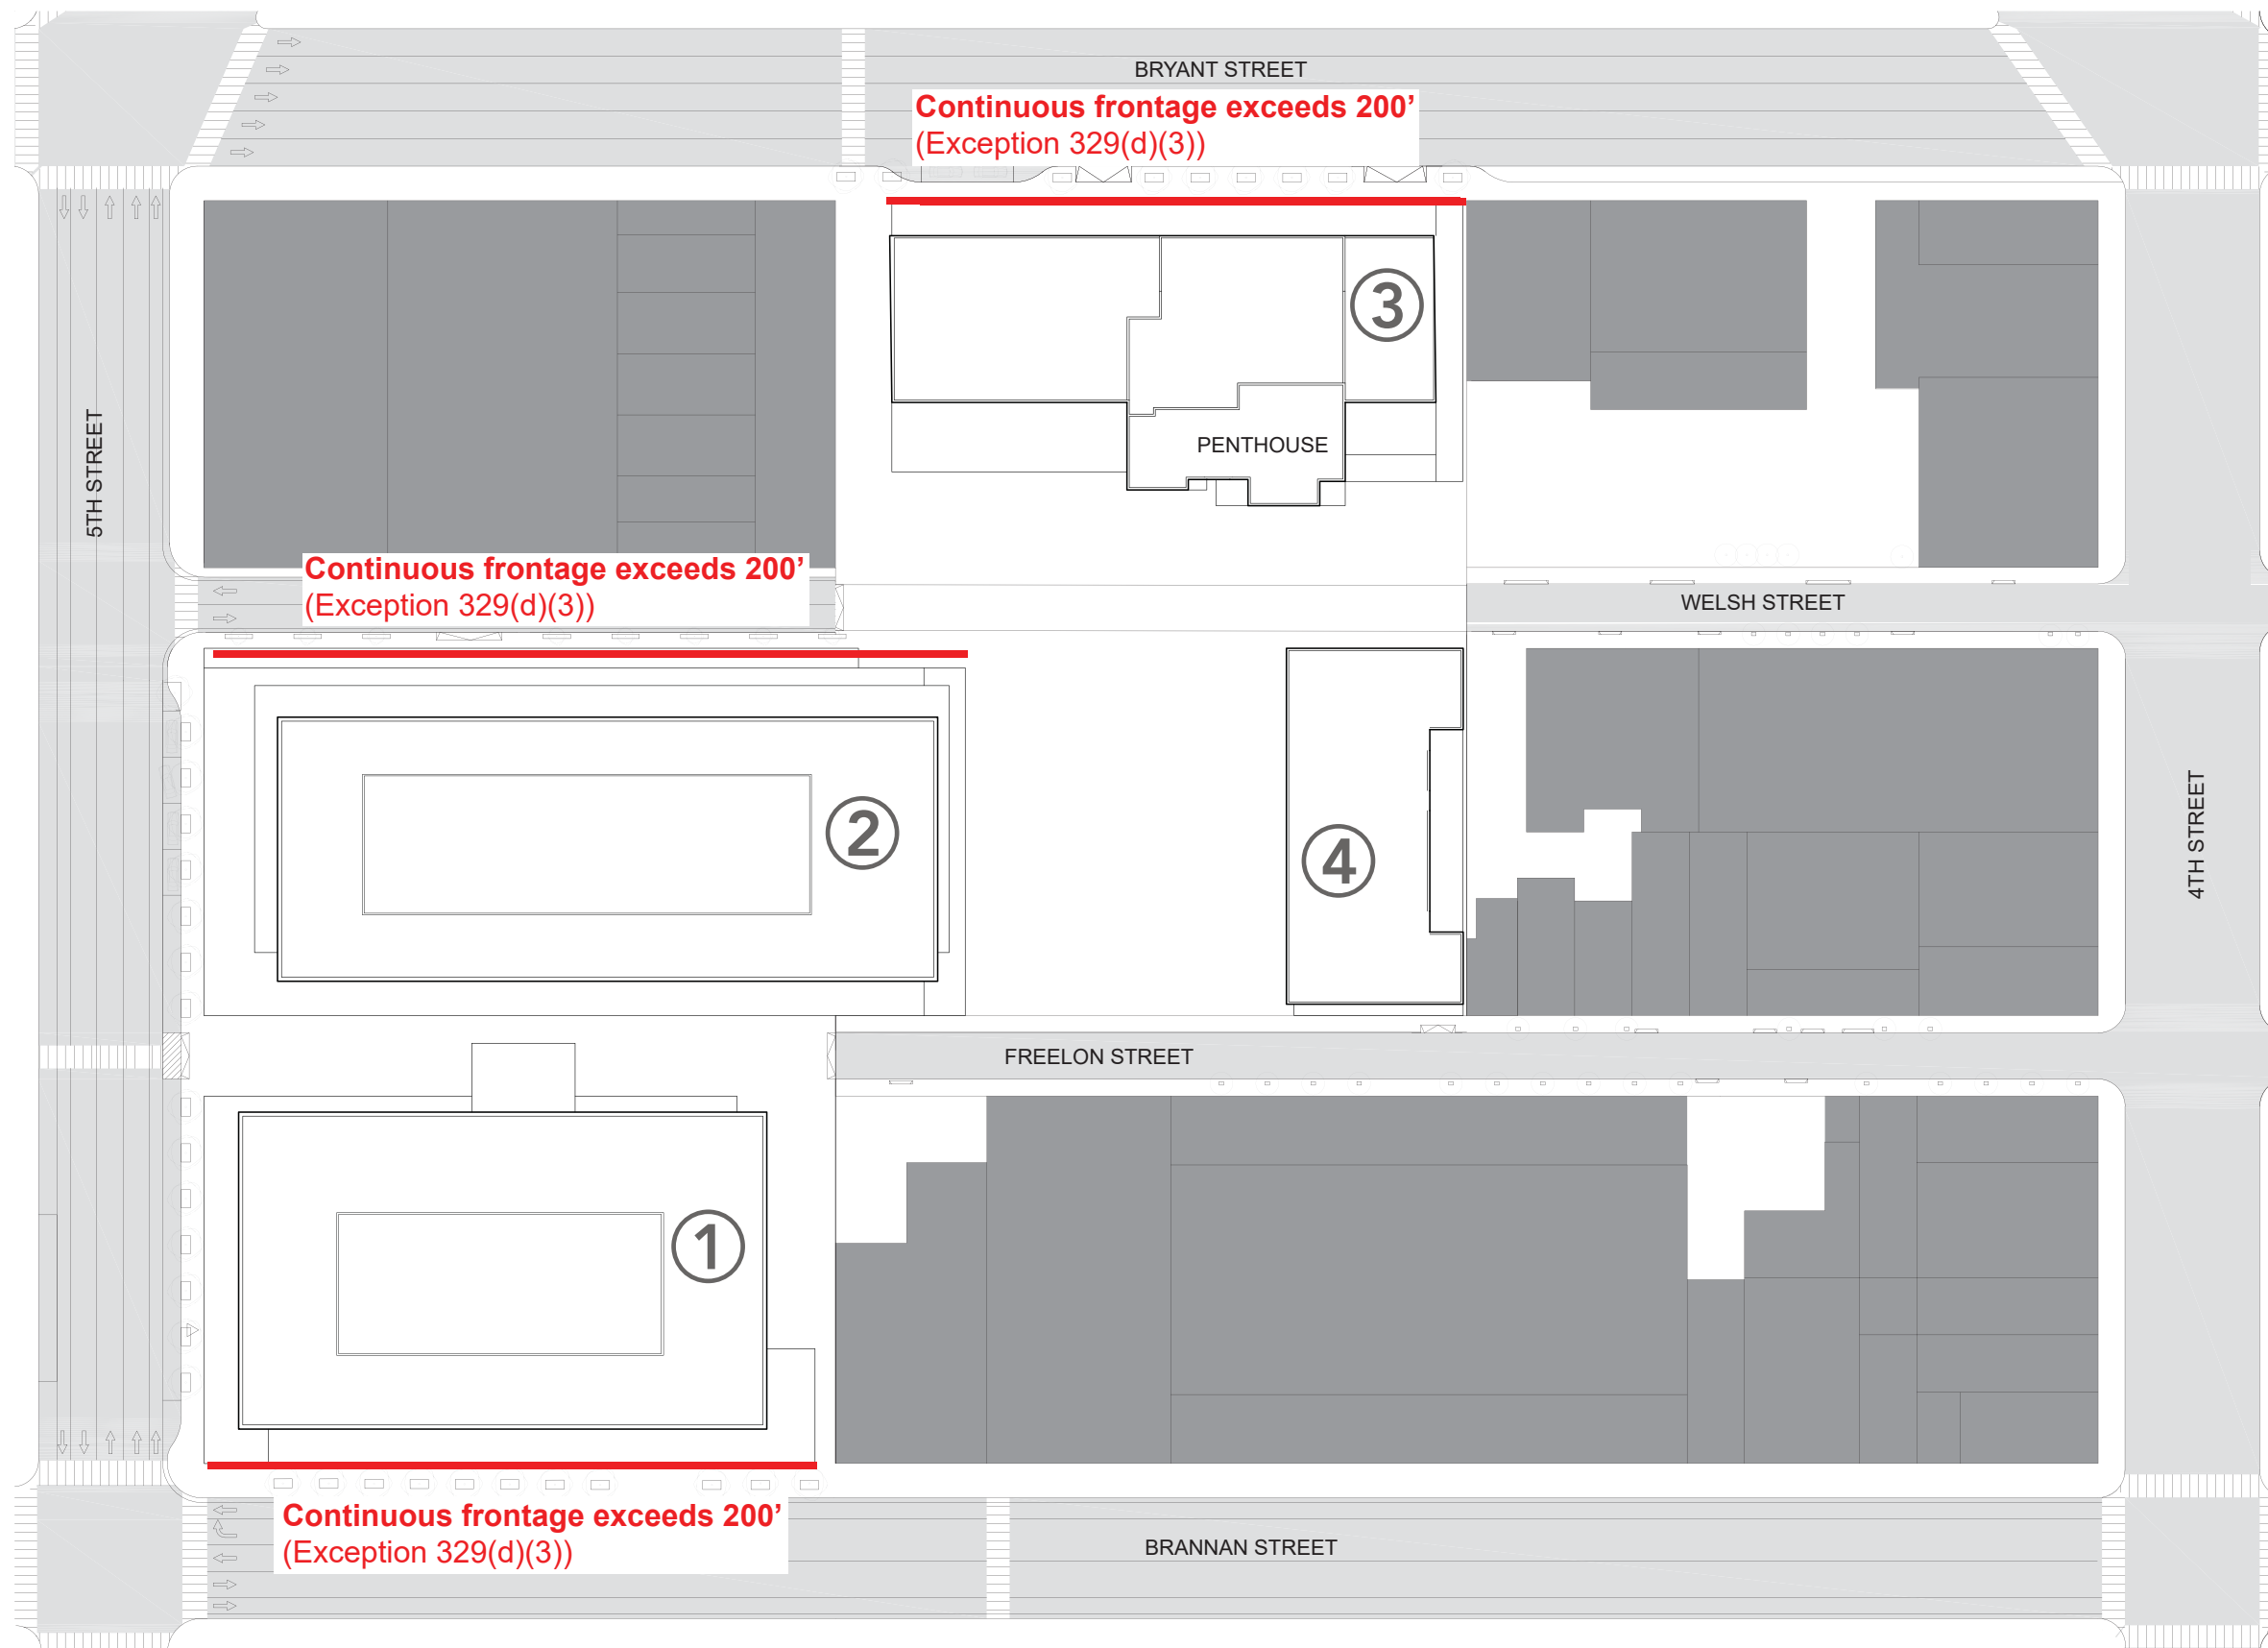 BRYANT STREET
Continuous frontage exceeds 200’
(Exception 329(d)(3))
3
PENTHOUSE
5TH STREET
Continuous frontage exceeds 200’
(Exception 329(d)(3))
WELSH STREET
2
4
4TH STREET
FREELON STREET
1
Continuous frontage exceeds 200’
(Exception 329(d)(3))
BRANNAN STREET